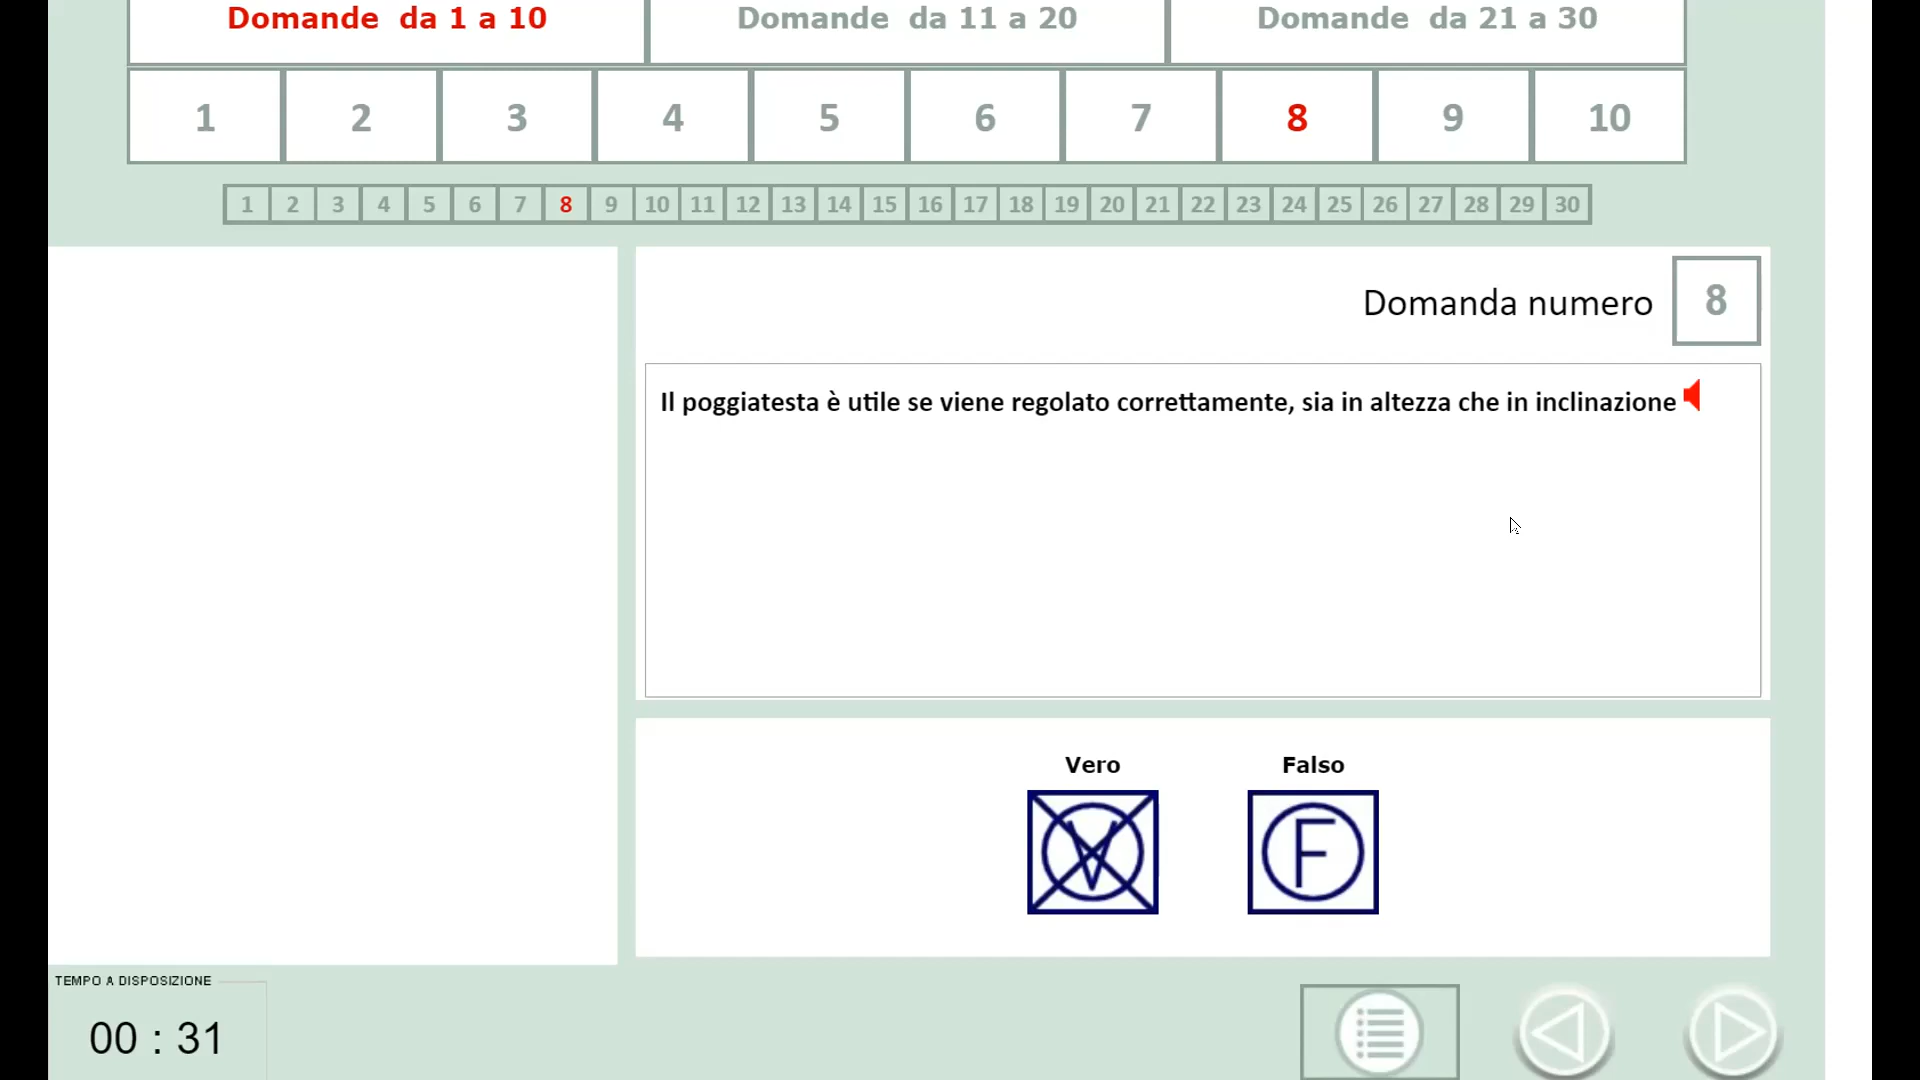 Domande da 1 a 10 Domande da 11 a 20 Domande da 21 a 30
1 2 3 4 5 6 7 8 9 10
1 2 3 4 5 6 7 8 9 10 11 12 13 14 15 16 17 18 19 20 21 22 23 24 25 26 27 28 29 30
Domanda numero 8
Il poggiatesta è utile se viene regolato correttamente, sia in altezza che in inclinazione
Vero Falso
V F
TEMPO A DISPOSIZIONE
00 : 31